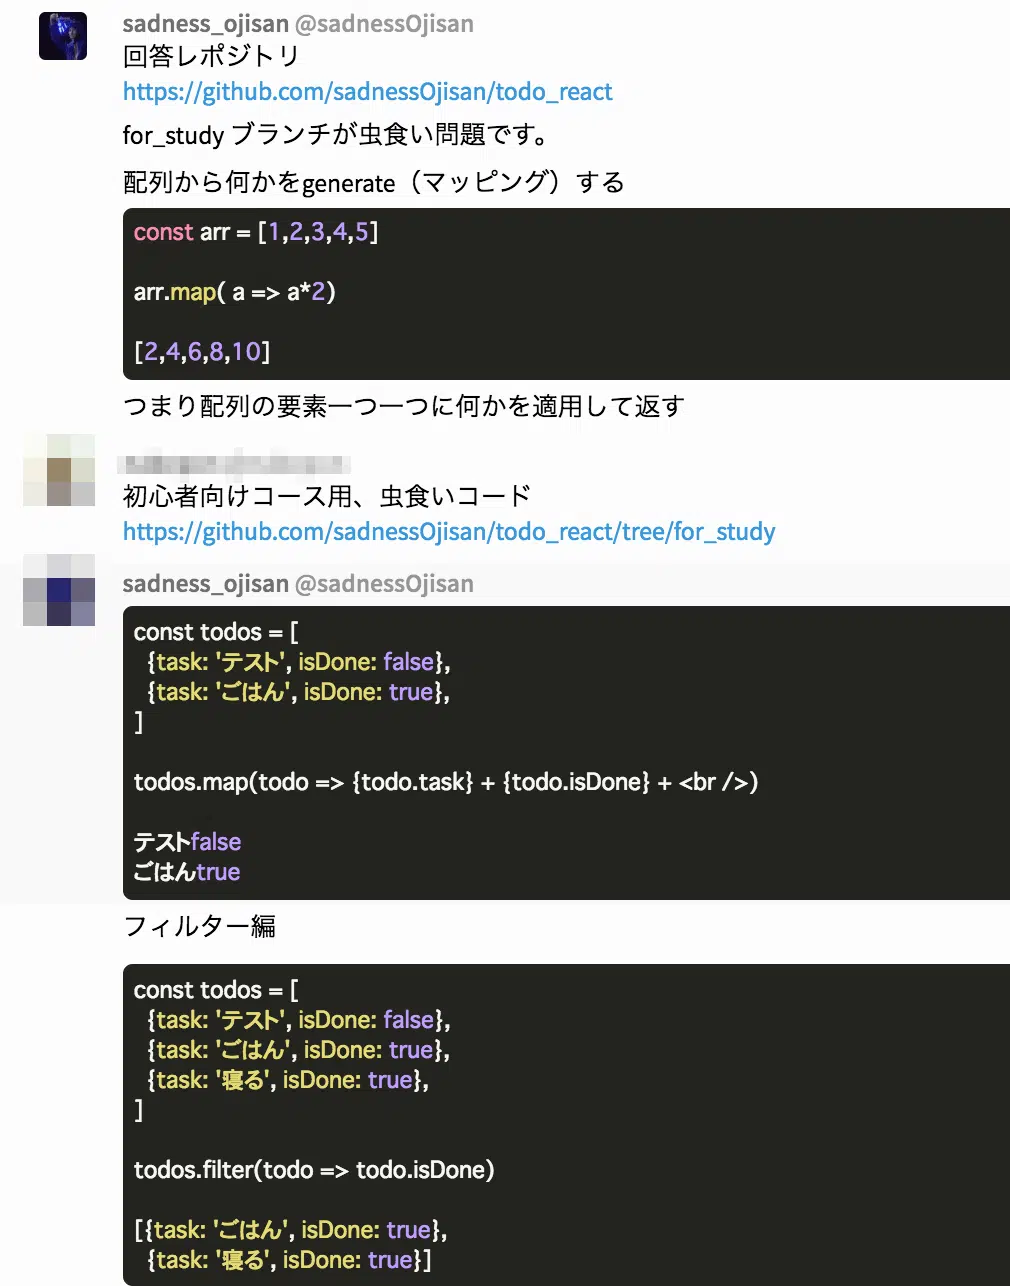 sadness_ojisan @sadnessOjisan
回答レポジトリ
https://github.com/sadnessOjisan/todo_react
for_study ブランチが虫食い問題です。
配列から何かをgenerate（マッピング）する
const arr = [1,2,3,4,5]
arr.map( a => a*2)
[2,4,6,8,10]
つまり配列の要素一つ一つに何かを適用して返す
初心者向けコース用、虫食いコード
https://github.com/sadnessOjisan/todo_react/tree/for_study
sadness_ojisan @sadnessOjisan
const todos = [
{task: 'テスト', isDone: false},
{task: 'ごはん', isDone: true},
]
todos.map(todo => {todo.task} + {todo.isDone} + <br />)
テストfalse
ごはんtrue
フィルター編
const todos = [
{task: 'テスト', isDone: false},
{task: 'ごはん', isDone: true},
{task: '寝る', isDone: true},
]
todos.filter(todo => todo.isDone)
[{task: 'ごはん', isDone: true},
{task: '寝る', isDone: true}]